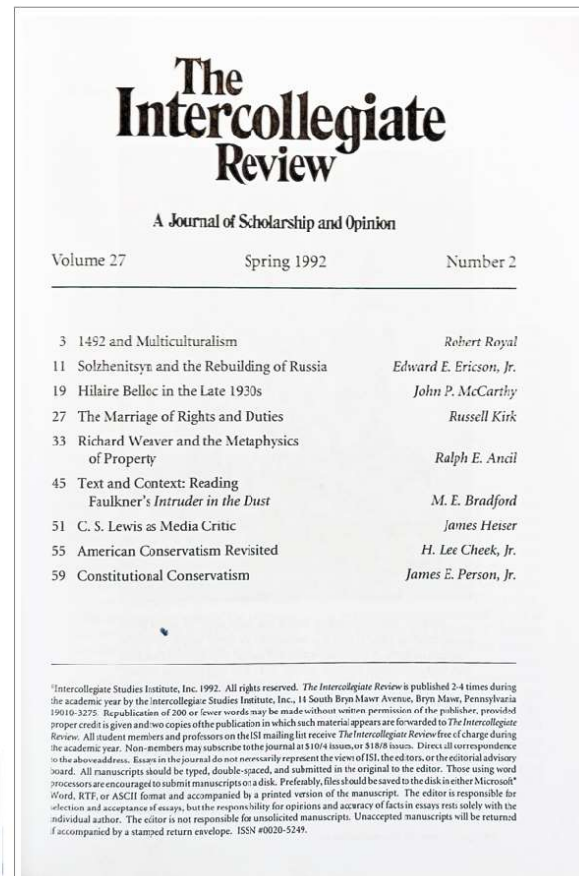 The
Intercollegiate
Review
A Journal of Scholarship and Opinion
Volume 27 Spring 1992 Number 2
3 1492 and Multiculturalism Robert Royal
11 Solzhenitsyn and the Rebuilding of Russia Edward E. Ericson, Jr.
19 Hilaire Belloc in the Late 1930s John P. McCarthy
27 The Marriage of Rights and Duties Russell Kirk
33 Richard Weaver and the Metaphysics
of Property Ralph E. Ancil
45 Text and Context: Reading
Faulkner's Intruder in the Dust M. E. Bradford
51 C. S. Lewis as Media Critic James Heiser
55 American Conservatism Revisited H. Lee Cheek, Jr.
59 Constitutional Conservatism James E. Person, Jr.
Intercollegiate Studies Institute, Inc. 1992. All rights reserved. The Intercollegiate Review is published 2-4 times during
the academic year by the Intercollegiate Studies Institute, Inc., 14 South Bryn Mawr Avenue, Bryn Mawr, Pennsylvania
19010-3275. Republication of 200 or fewer words may be made without written permission of the publisher, provided
proper credit is given and two copies of the publication in which such material appears are forwarded to The Intercollegiate
Review. All student members and professors on the ISI mailing list receive The Intercollegiate Review free of charge during
the academic year. Non-members may subscribe to the journal at $10/4 issues, or $18/8 issues. Direct all correspondence
to the above address. Essays in the journal do not necessarily represent the view of ISI, the editors, or the editorial advisory
board. All manuscripts should be typed, double-spaced, and submitted in the original to the editor. Those using word
processors are encouraged to submit manuscripts on a disk. Preferably, files should be saved to the disk in either Microsoft®
Word, RTF, or ASCII format and accompanied by a printed version of the manuscript. The editor is responsible for
selection and acceptance of essays, but the responsibility for opinions and accuracy of facts in essays rests solely with the
individual author. The editor is not responsible for unsolicited manuscripts. Unaccepted manuscripts will be returned
if accompanied by a stamped return envelope. ISSN #0020-5249.